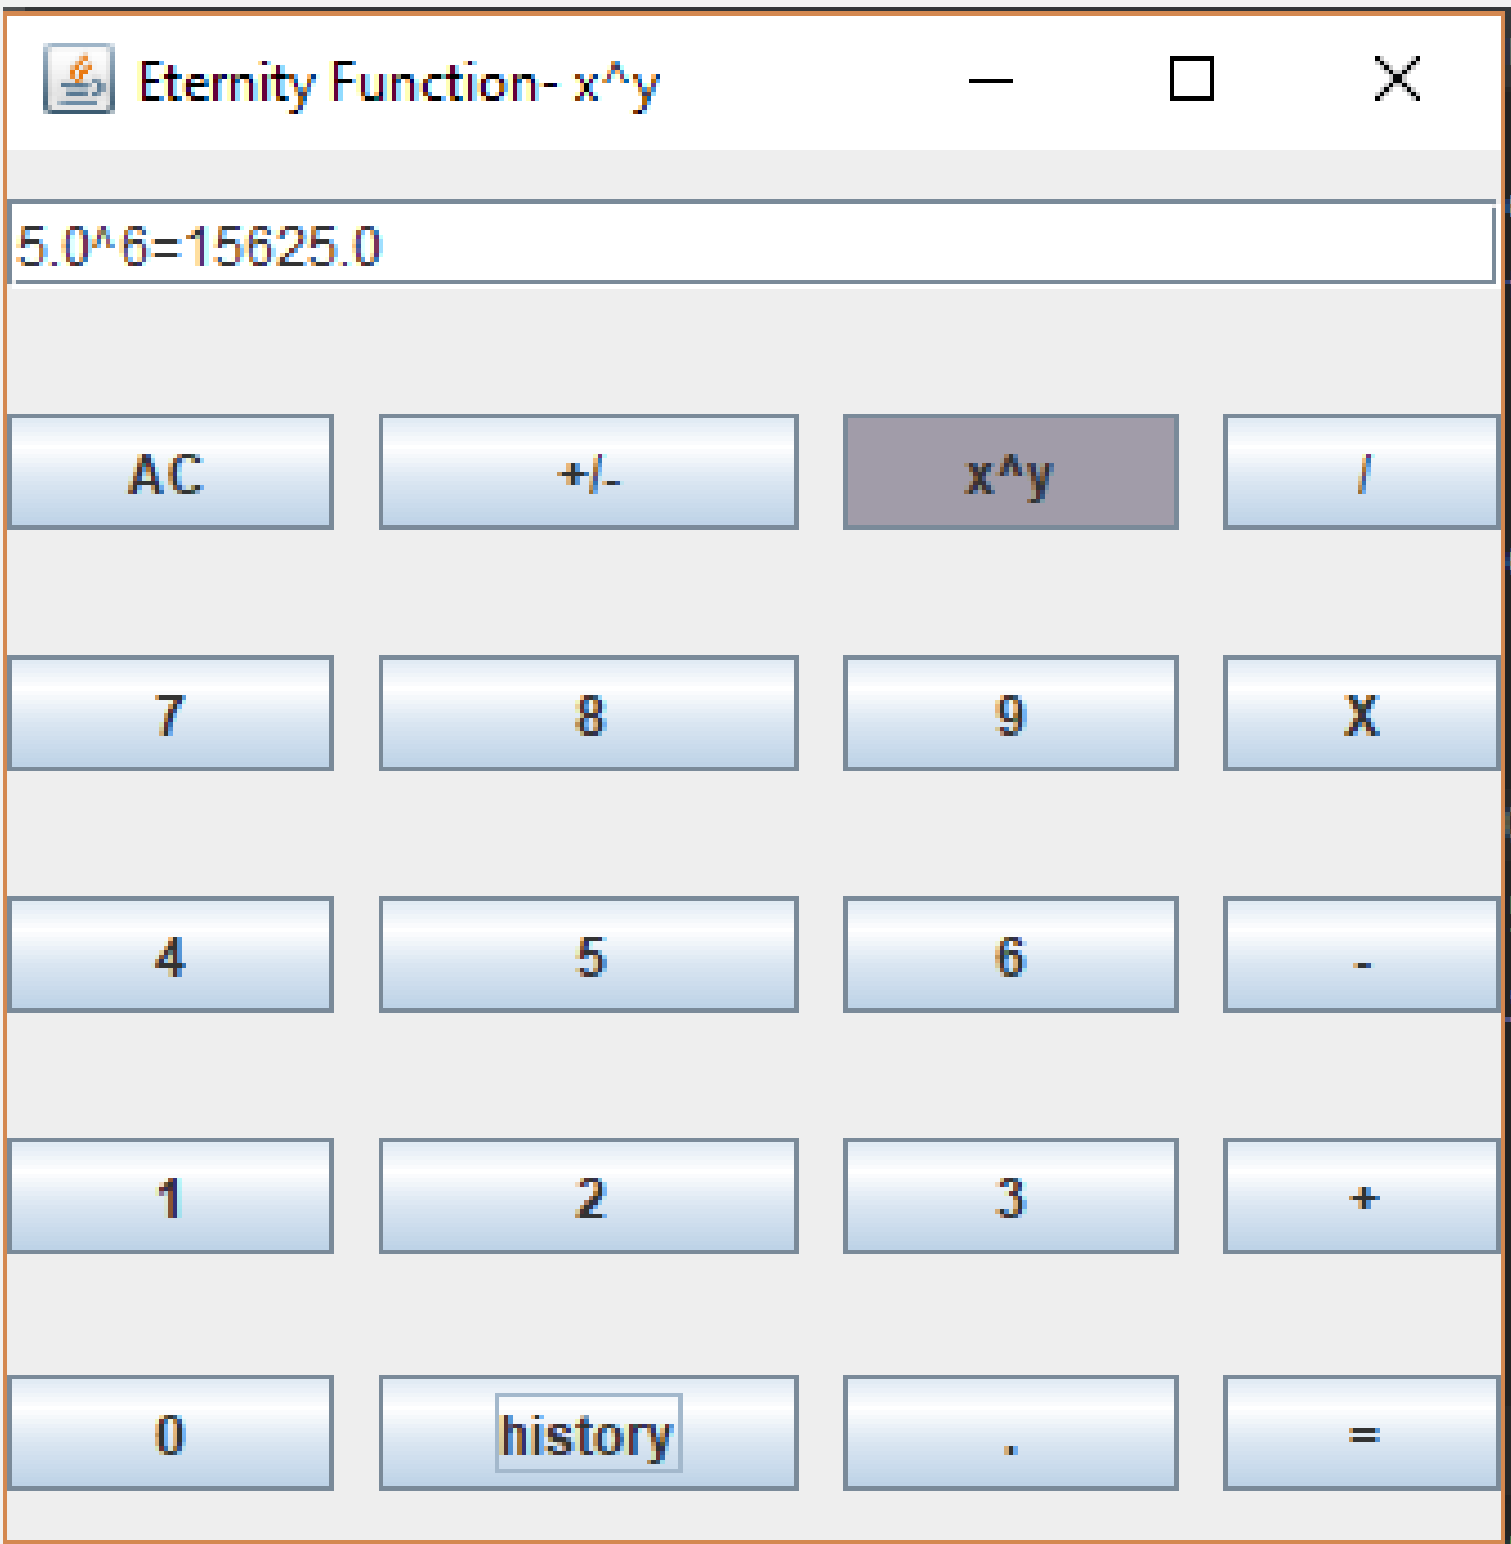 Eternity Function- x^y
5.0^6=15625.0
AC +/- x^y /
7 8 9 X
4 5 6 -
1 2 3 +
0 history . =